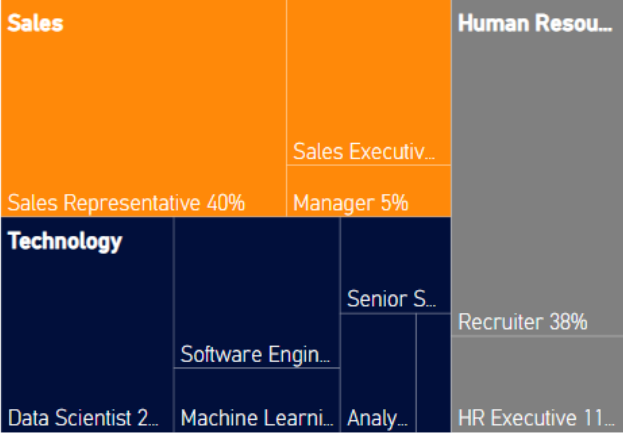 Sales
Sales Representative 40%
Sales Executiv...
Manager 5%
Human Resou...
Recruiter 38%
HR Executive 11...
Technology
Data Scientist 2...
Software Engin...
Machine Learni...
Senior S...
Analy...